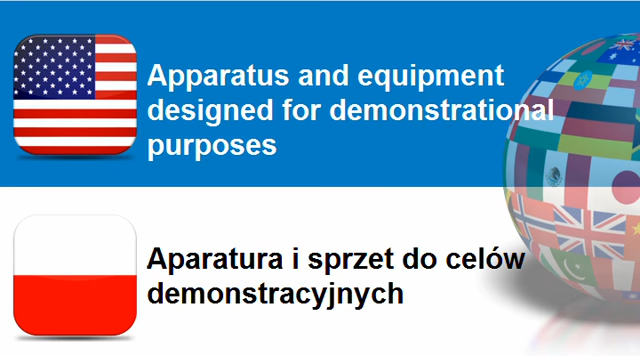 Apparatus and equipment
designed for demonstrational
purposes
Aparatura i sprzet do celów
demonstracyjnych